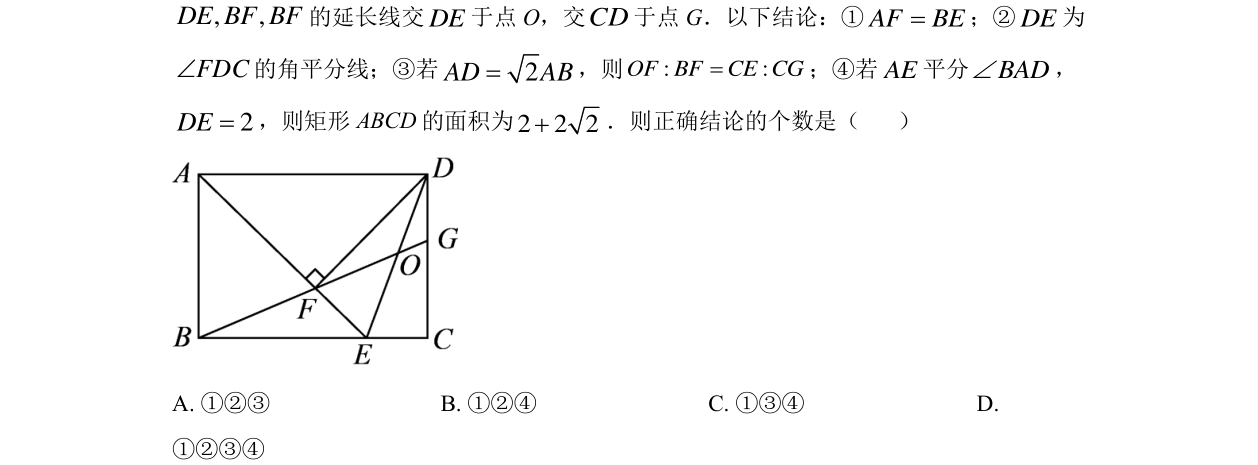 DE,BF,BF 的延长线交 DE 于点 O，交 CD 于点 G．以下结论：① AF = BE；② DE 为
∠FDC 的角平分线；③若 AD = √2AB，则 OF : BF = CE : CG；④若 AE 平分∠BAD，
DE = 2，则矩形 ABCD 的面积为 2+2√2．则正确结论的个数是（　　）
A
D
G
O
F
B
E
C
A. ①②③ B. ①②④ C. ①③④ D.
①②③④